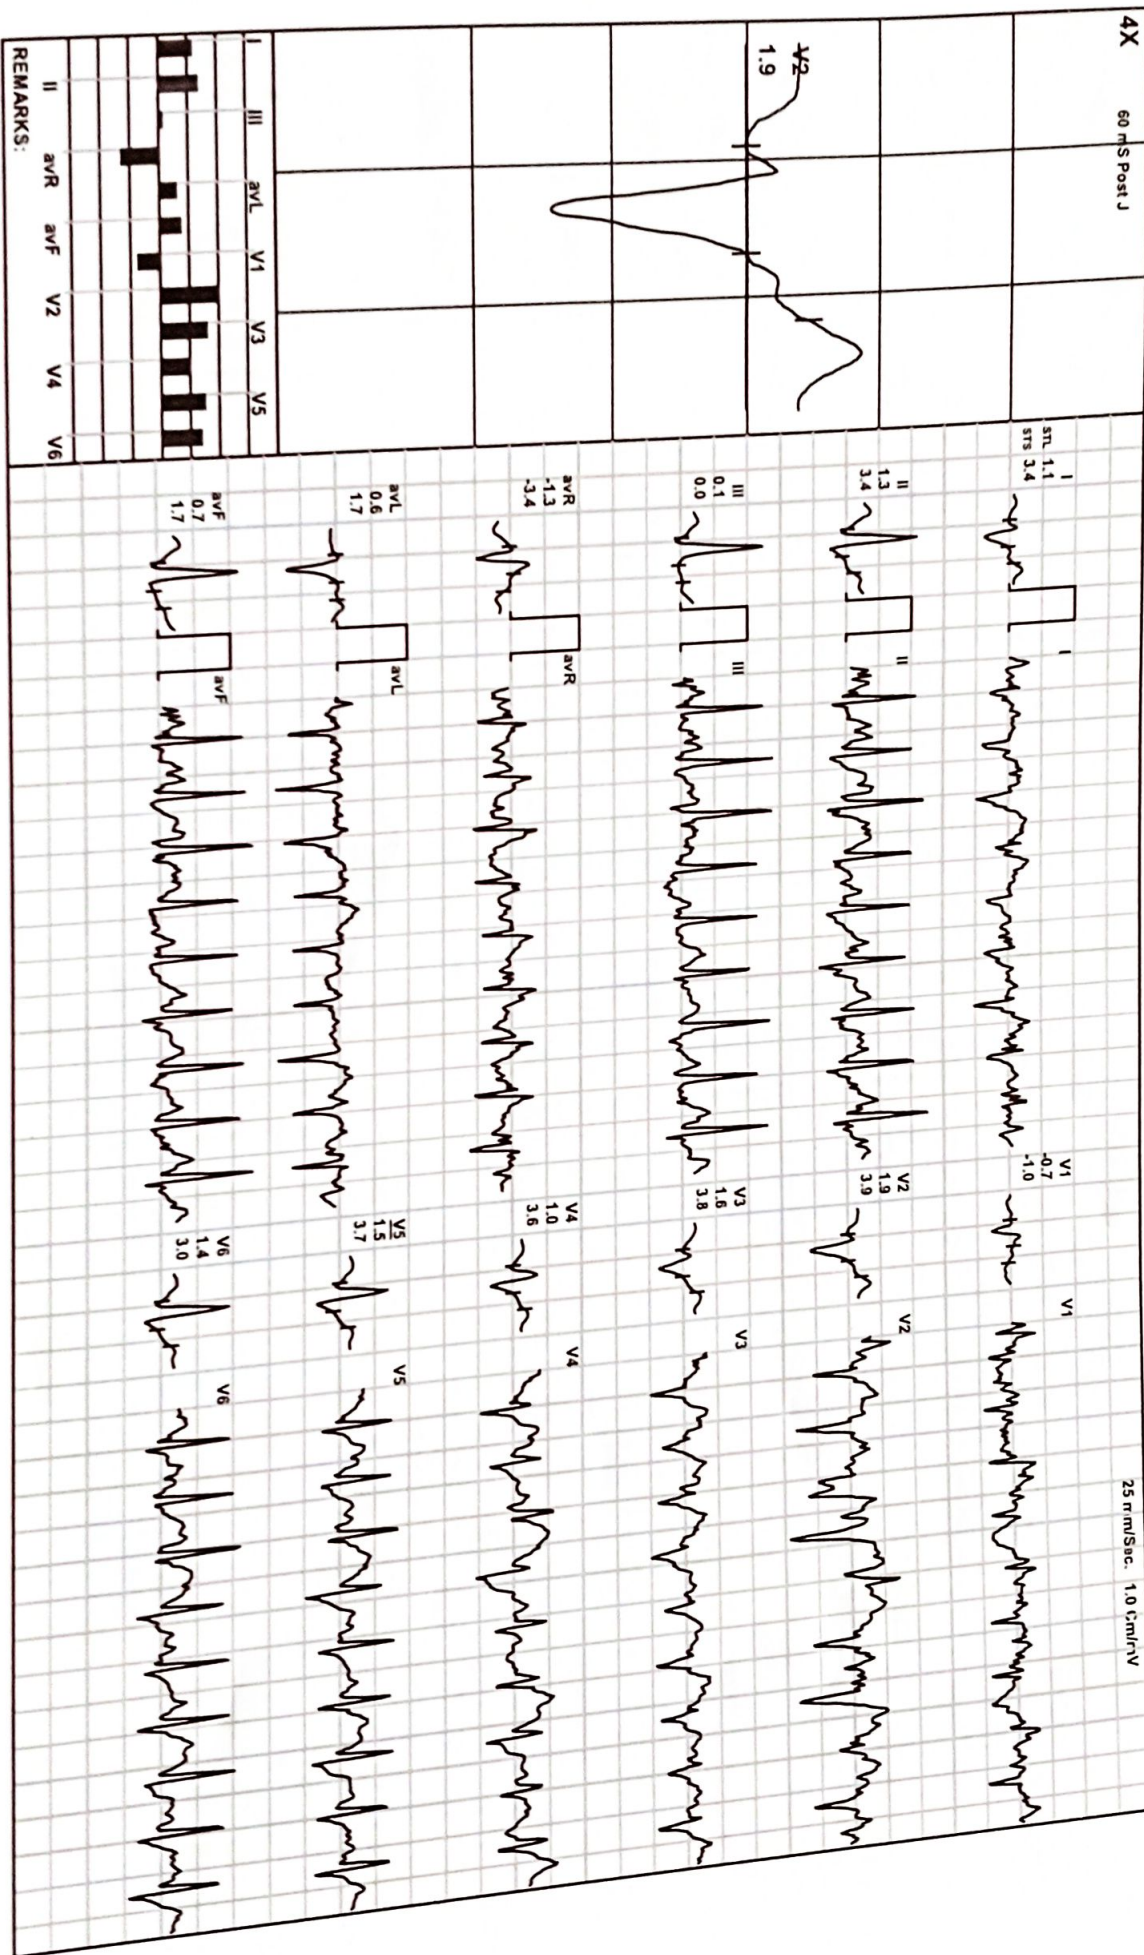 4X
60 mS Post J
25 mm/Sec. 1.0 Cm/mV
V2
1.9
I
STL 1.1
STS 3.4
I
V1
-0.7
-1.0
V1
II
1.3
3.4
II
V2
1.9
3.9
V2
III
0.1
0.0
III
V3
1.6
3.8
V3
avR
-1.3
-3.4
avR
V4
1.0
3.6
V4
avL
0.6
1.7
avL
V5
1.5
3.7
V5
avF
0.7
1.7
avF
V6
1.4
3.0
V6
I III avL V1 V3 V5
II avR avF V2 V4 V6
REMARKS: